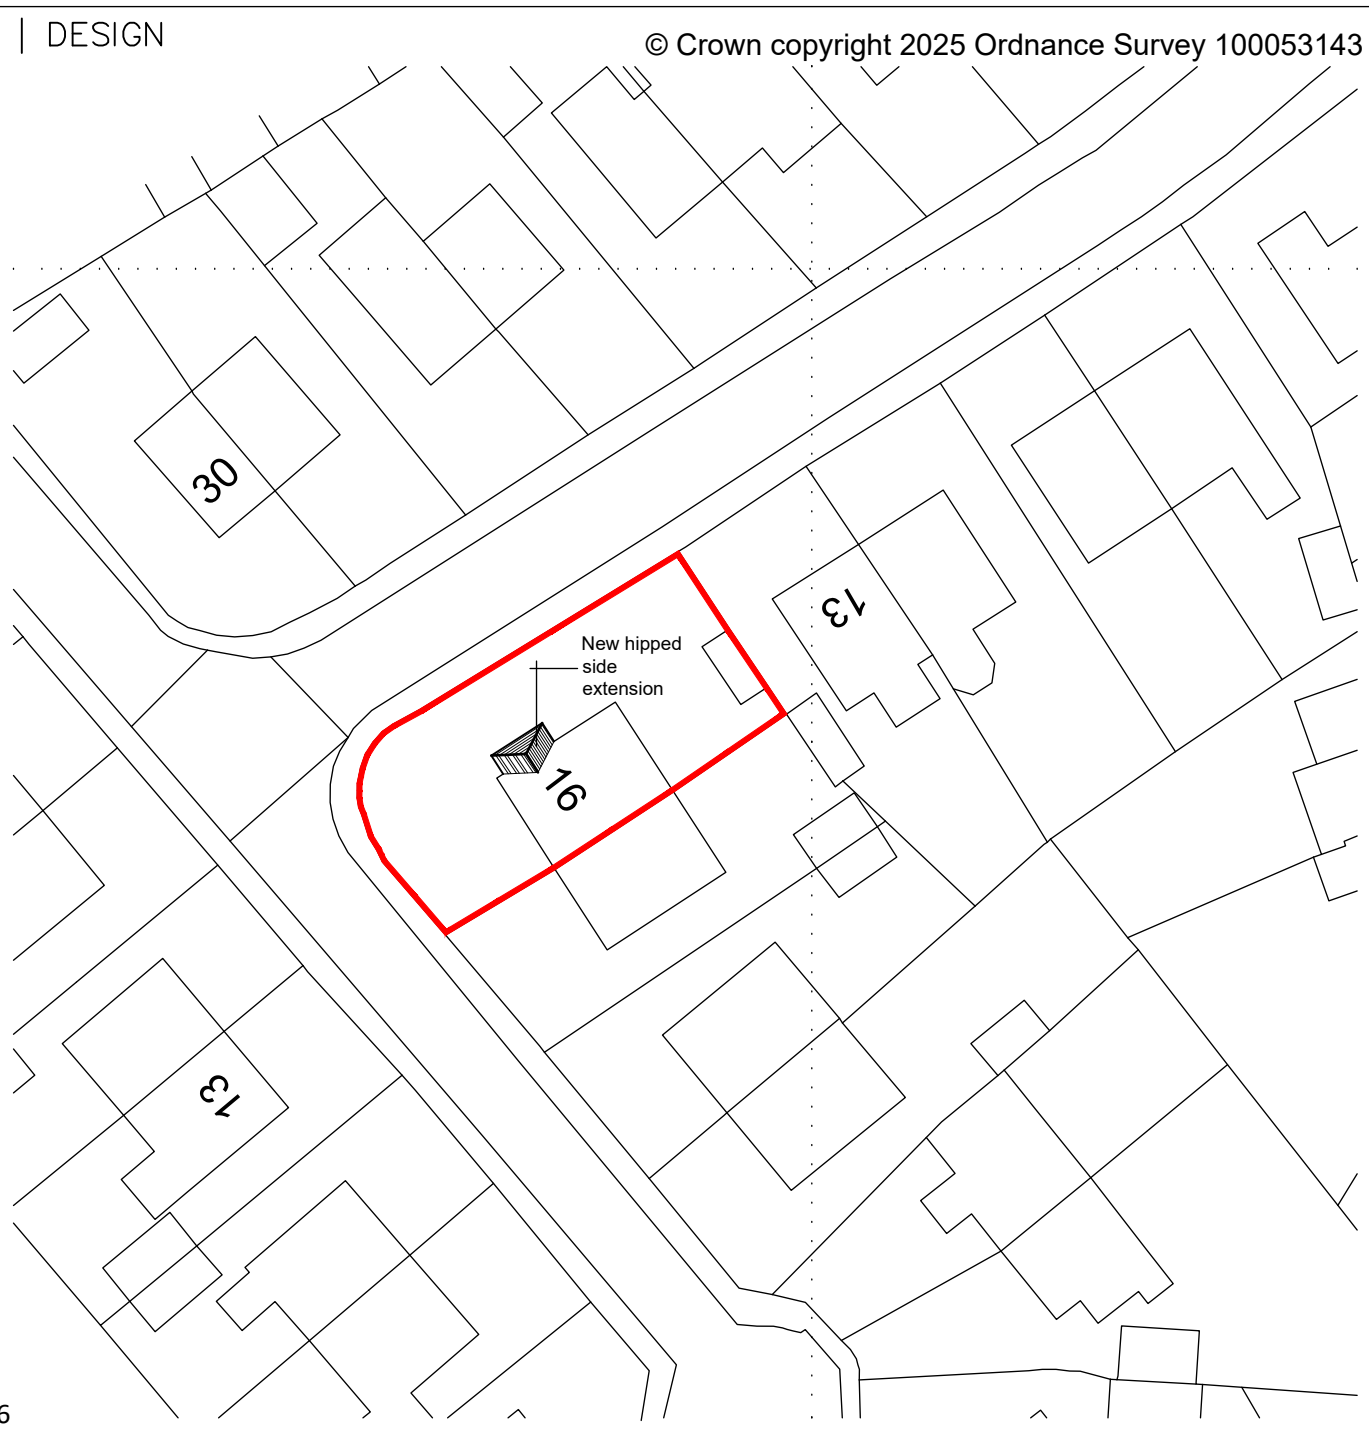 | DESIGN
© Crown copyright 2025 Ordnance Survey 100053143
30
13
New hipped
side
extension
16
13
6